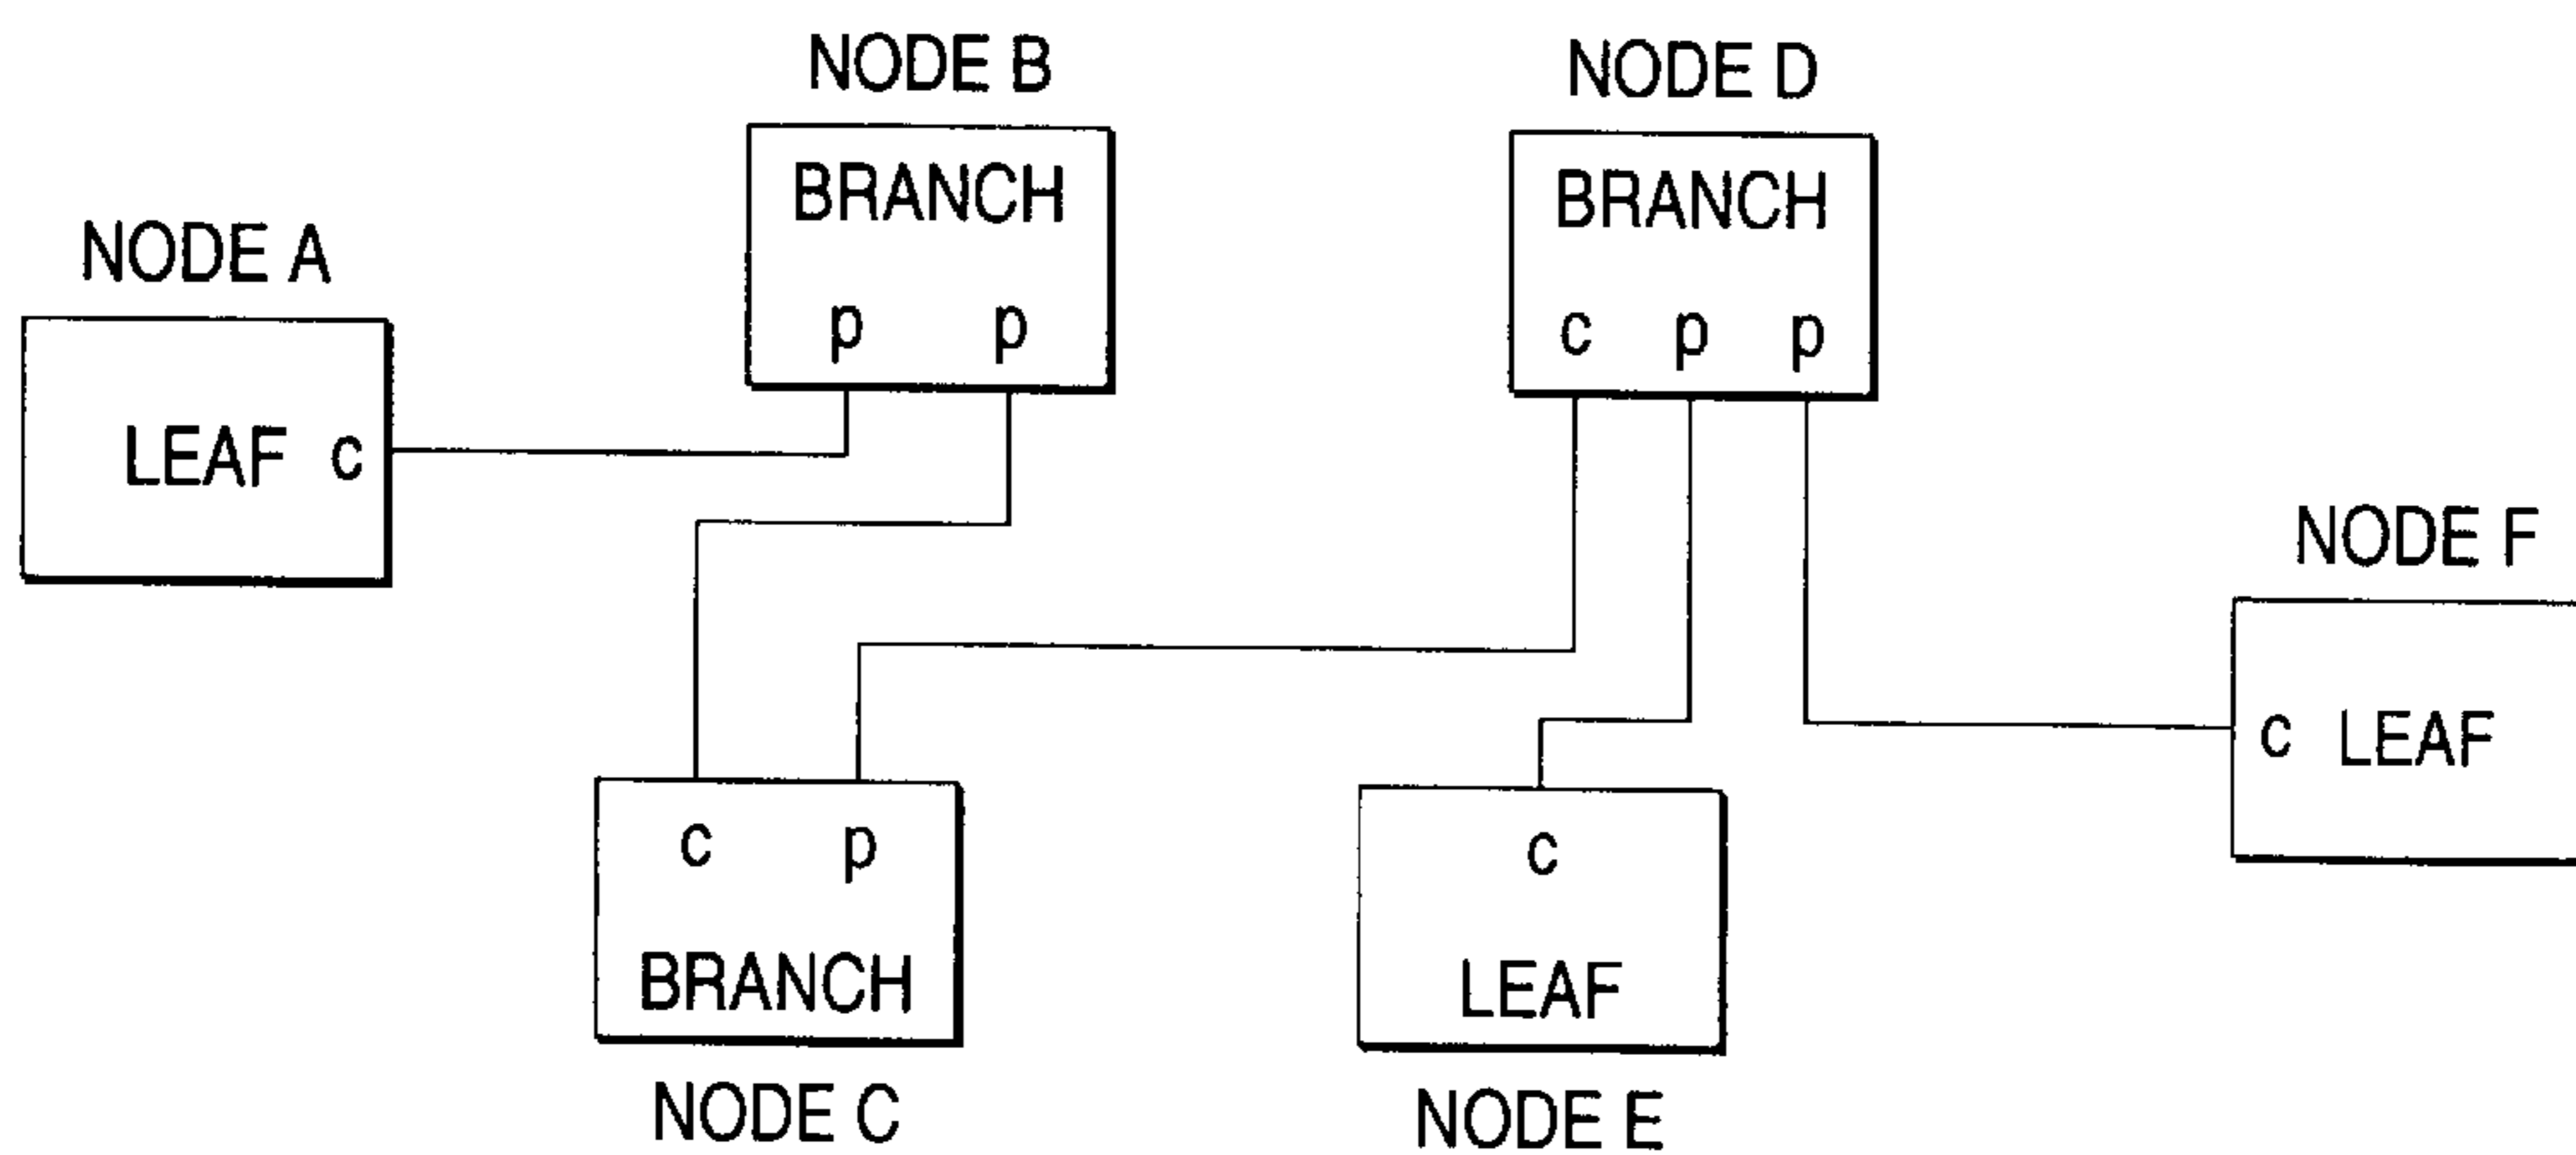 NODE B
NODE D
BRANCH
p p
BRANCH
c p p
NODE A
LEAF c
NODE F
c LEAF
c p
BRANCH
NODE C
c
LEAF
NODE E